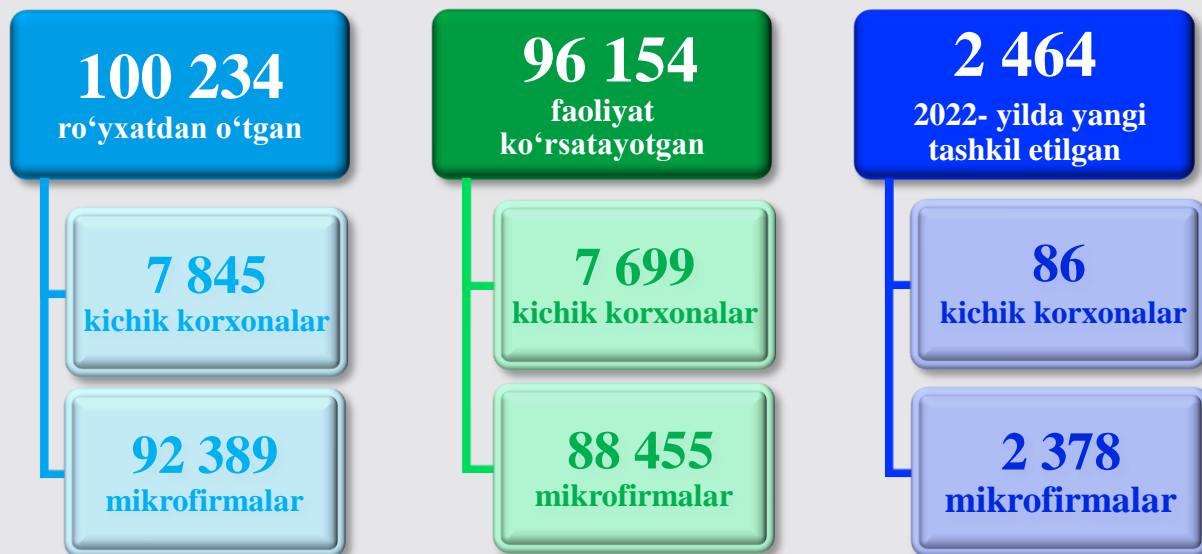 100 234
ro‘yxatdan o‘tgan
7 845
kichik korxonalar
92 389
mikrofirmalar
96 154
faoliyat
ko‘rsatayotgan
7 699
kichik korxonalar
88 455
mikrofirmalar
2 464
2022- yilda yangi
tashkil etilgan
86
kichik korxonalar
2 378
mikrofirmalar